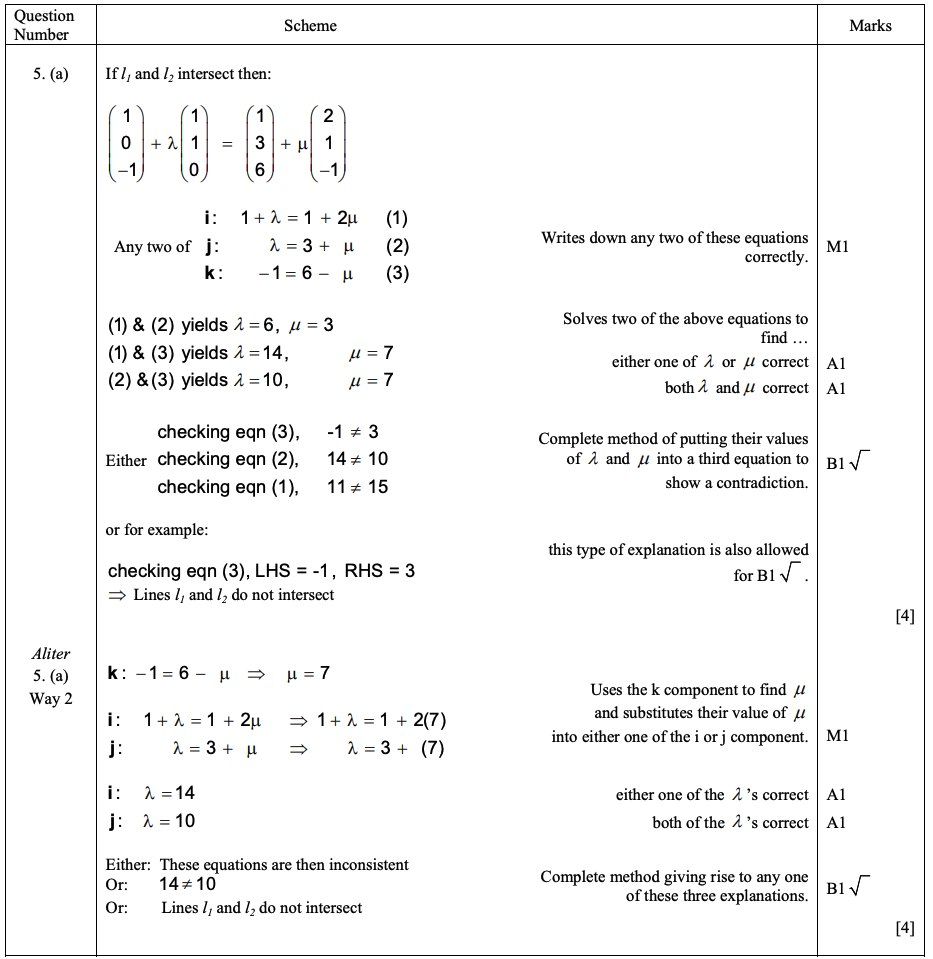 Question Number Scheme Marks
5. (a) If l₁ and l₂ intersect then:
(1 0 −1) + λ(1 1 0) = (1 3 6) + μ(2 1 −1)
i: 1 + λ = 1 + 2μ (1)
Any two of j: λ = 3 + μ (2)
k: −1 = 6 − μ (3)
Writes down any two of these equations
correctly. M1
(1) & (2) yields λ = 6, μ = 3
(1) & (3) yields λ = 14, μ = 7
(2) & (3) yields λ = 10, μ = 7
Solves two of the above equations to
find …
either one of λ or μ correct A1
both λ and μ correct A1
checking eqn (3), -1 ≠ 3
Either checking eqn (2), 14 ≠ 10
checking eqn (1), 11 ≠ 15
Complete method of putting their values
of λ and μ into a third equation to
show a contradiction. B1√
or for example:
checking eqn (3), LHS = -1, RHS = 3
⇒ Lines l₁ and l₂ do not intersect
this type of explanation is also allowed
for B1√.
[4]
Aliter
5. (a)
Way 2
k: −1 = 6 − μ ⇒ μ = 7
i: 1 + λ = 1 + 2μ ⇒ 1 + λ = 1 + 2(7)
j: λ = 3 + μ ⇒ λ = 3 + (7)
Uses the k component to find μ
and substitutes their value of μ
into either one of the i or j component. M1
i: λ = 14 either one of the λ 's correct A1
j: λ = 10 both of the λ 's correct A1
Either: These equations are then inconsistent
Or: 14 ≠ 10
Or: Lines l₁ and l₂ do not intersect
Complete method giving rise to any one
of these three explanations. B1√
[4]